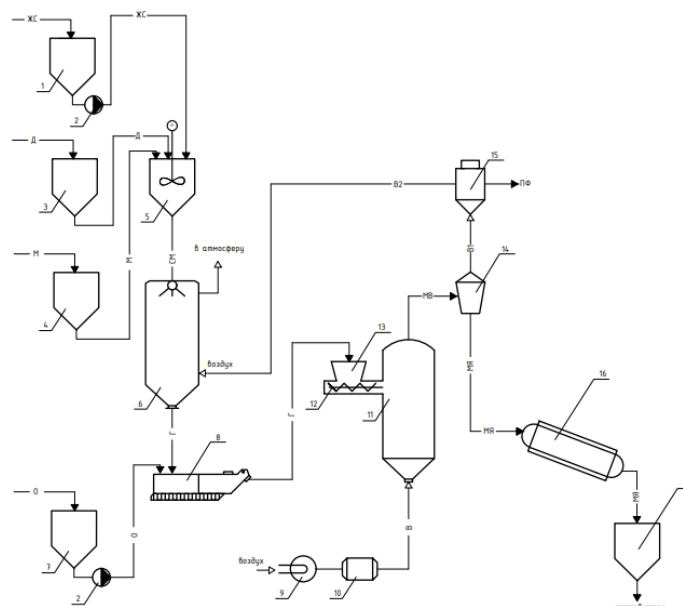 ЖС
ЖС
1
2
Д
Д
3
5
15
В2
ПФ
М
М
СМ
в атмосферу
В1
14
4
МВ
13
воздух
12
11
МЯ
16
6
Г
Г
8
МЯ
О
О
МЯ
7
В
воздух
2
9
10